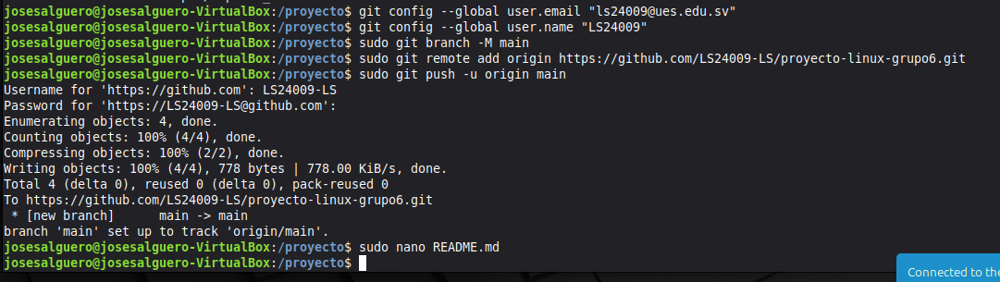 josesalguero@josesalguero-VirtualBox:/proyecto$ git config --global user.email "ls24009@ues.edu.sv"
josesalguero@josesalguero-VirtualBox:/proyecto$ git config --global user.name "LS24009"
josesalguero@josesalguero-VirtualBox:/proyecto$ sudo git branch -M main
josesalguero@josesalguero-VirtualBox:/proyecto$ sudo git remote add origin https://github.com/LS24009-LS/proyecto-linux-grupo6.git
josesalguero@josesalguero-VirtualBox:/proyecto$ sudo git push -u origin main
Username for 'https://github.com': LS24009-LS
Password for 'https://LS24009-LS@github.com':
Enumerating objects: 4, done.
Counting objects: 100% (4/4), done.
Compressing objects: 100% (2/2), done.
Writing objects: 100% (4/4), 778 bytes | 778.00 KiB/s, done.
Total 4 (delta 0), reused 0 (delta 0), pack-reused 0
To https://github.com/LS24009-LS/proyecto-linux-grupo6.git
 * [new branch]      main -> main
branch 'main' set up to track 'origin/main'.
josesalguero@josesalguero-VirtualBox:/proyecto$ sudo nano README.md
josesalguero@josesalguero-VirtualBox:/proyecto$
Connected to the